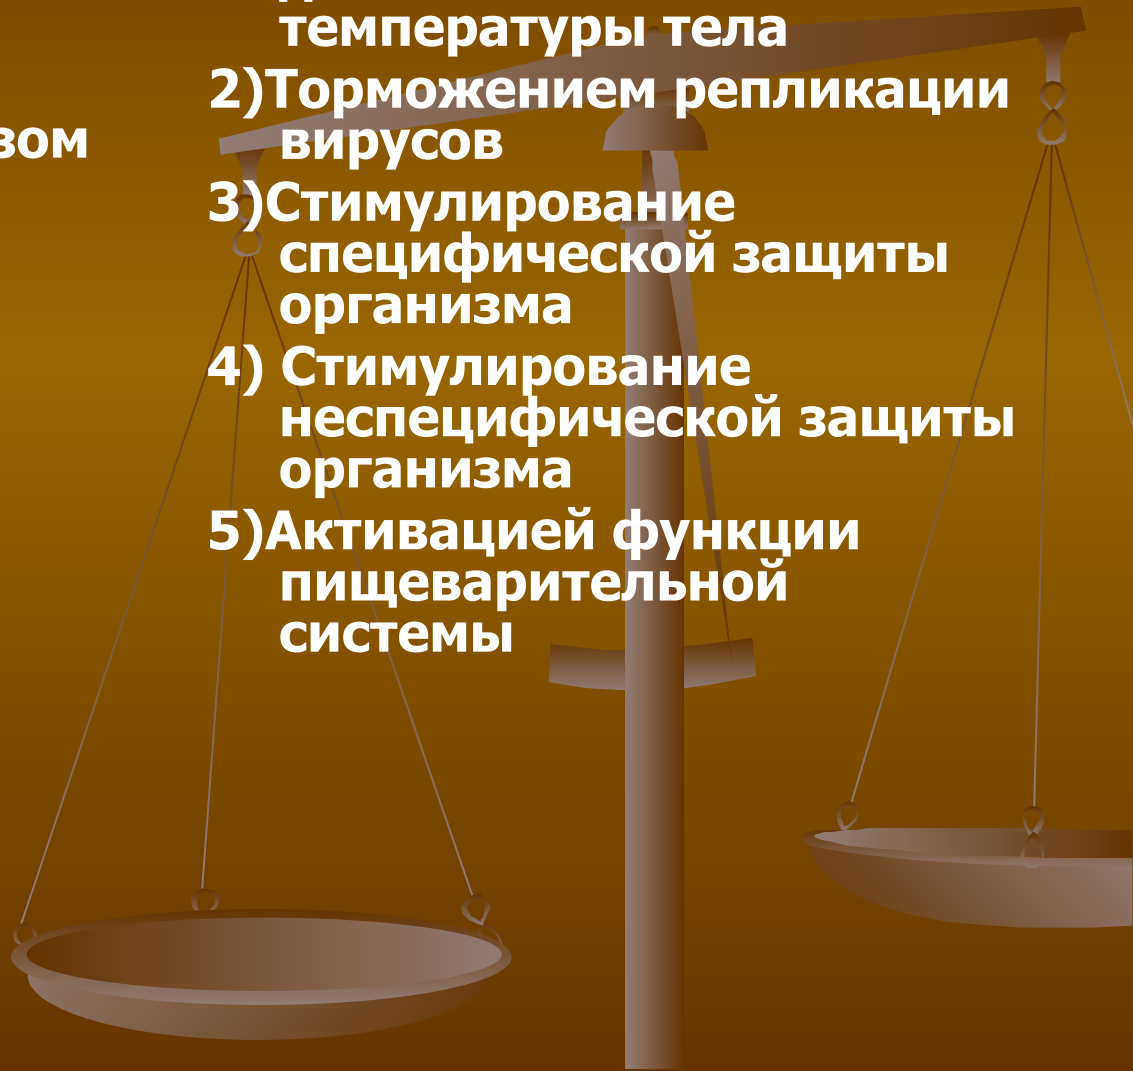 температуры тела
2)Торможением репликации
вирусов
3)Стимулирование
специфической защиты
организма
4) Стимулирование
неспецифической защиты
организма
5)Активацией функции
пищеварительной
системы